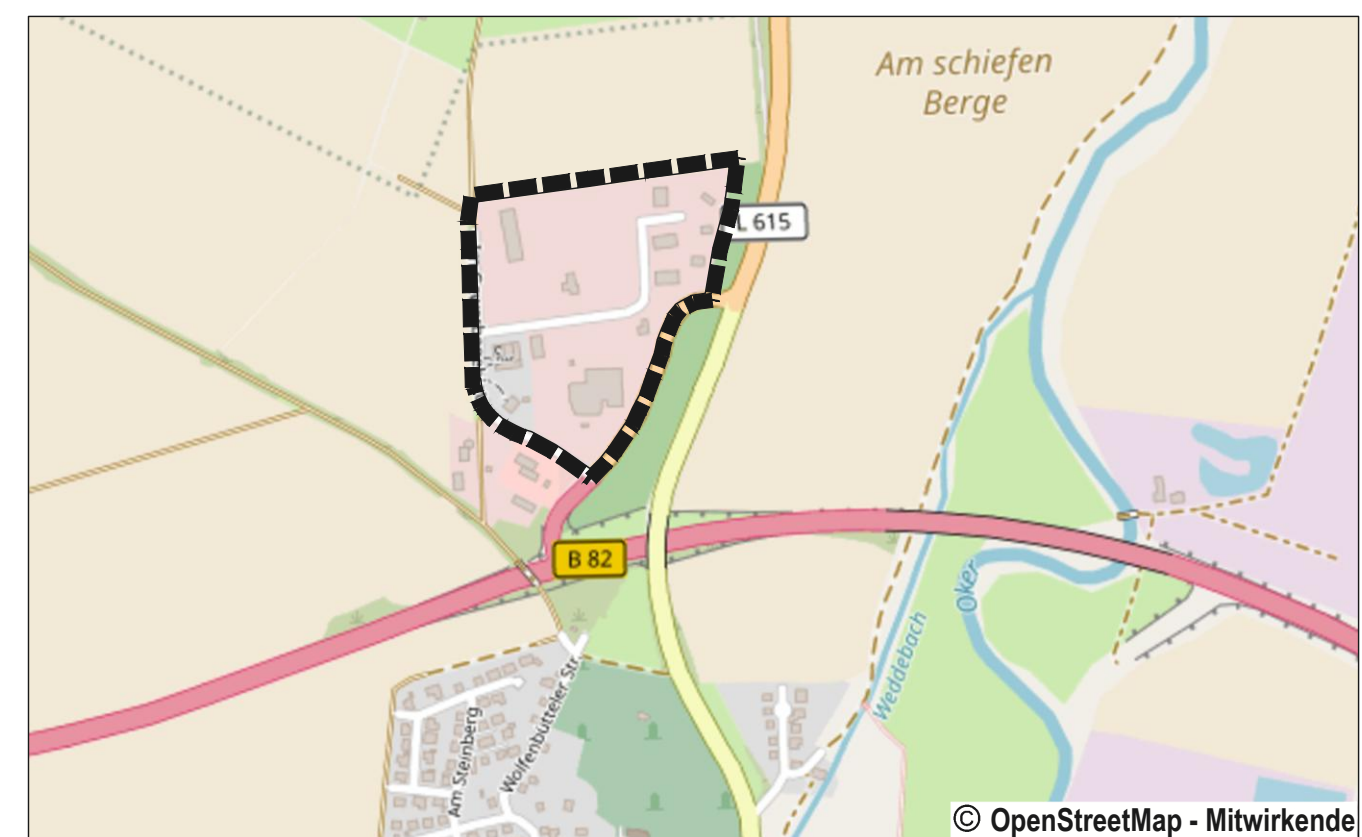 Am schiefen
Berge
L 615
B 82
Oker
Weddebach
Wolfenbütteler Str.
Am Steinberg
© OpenStreetMap - Mitwirkende